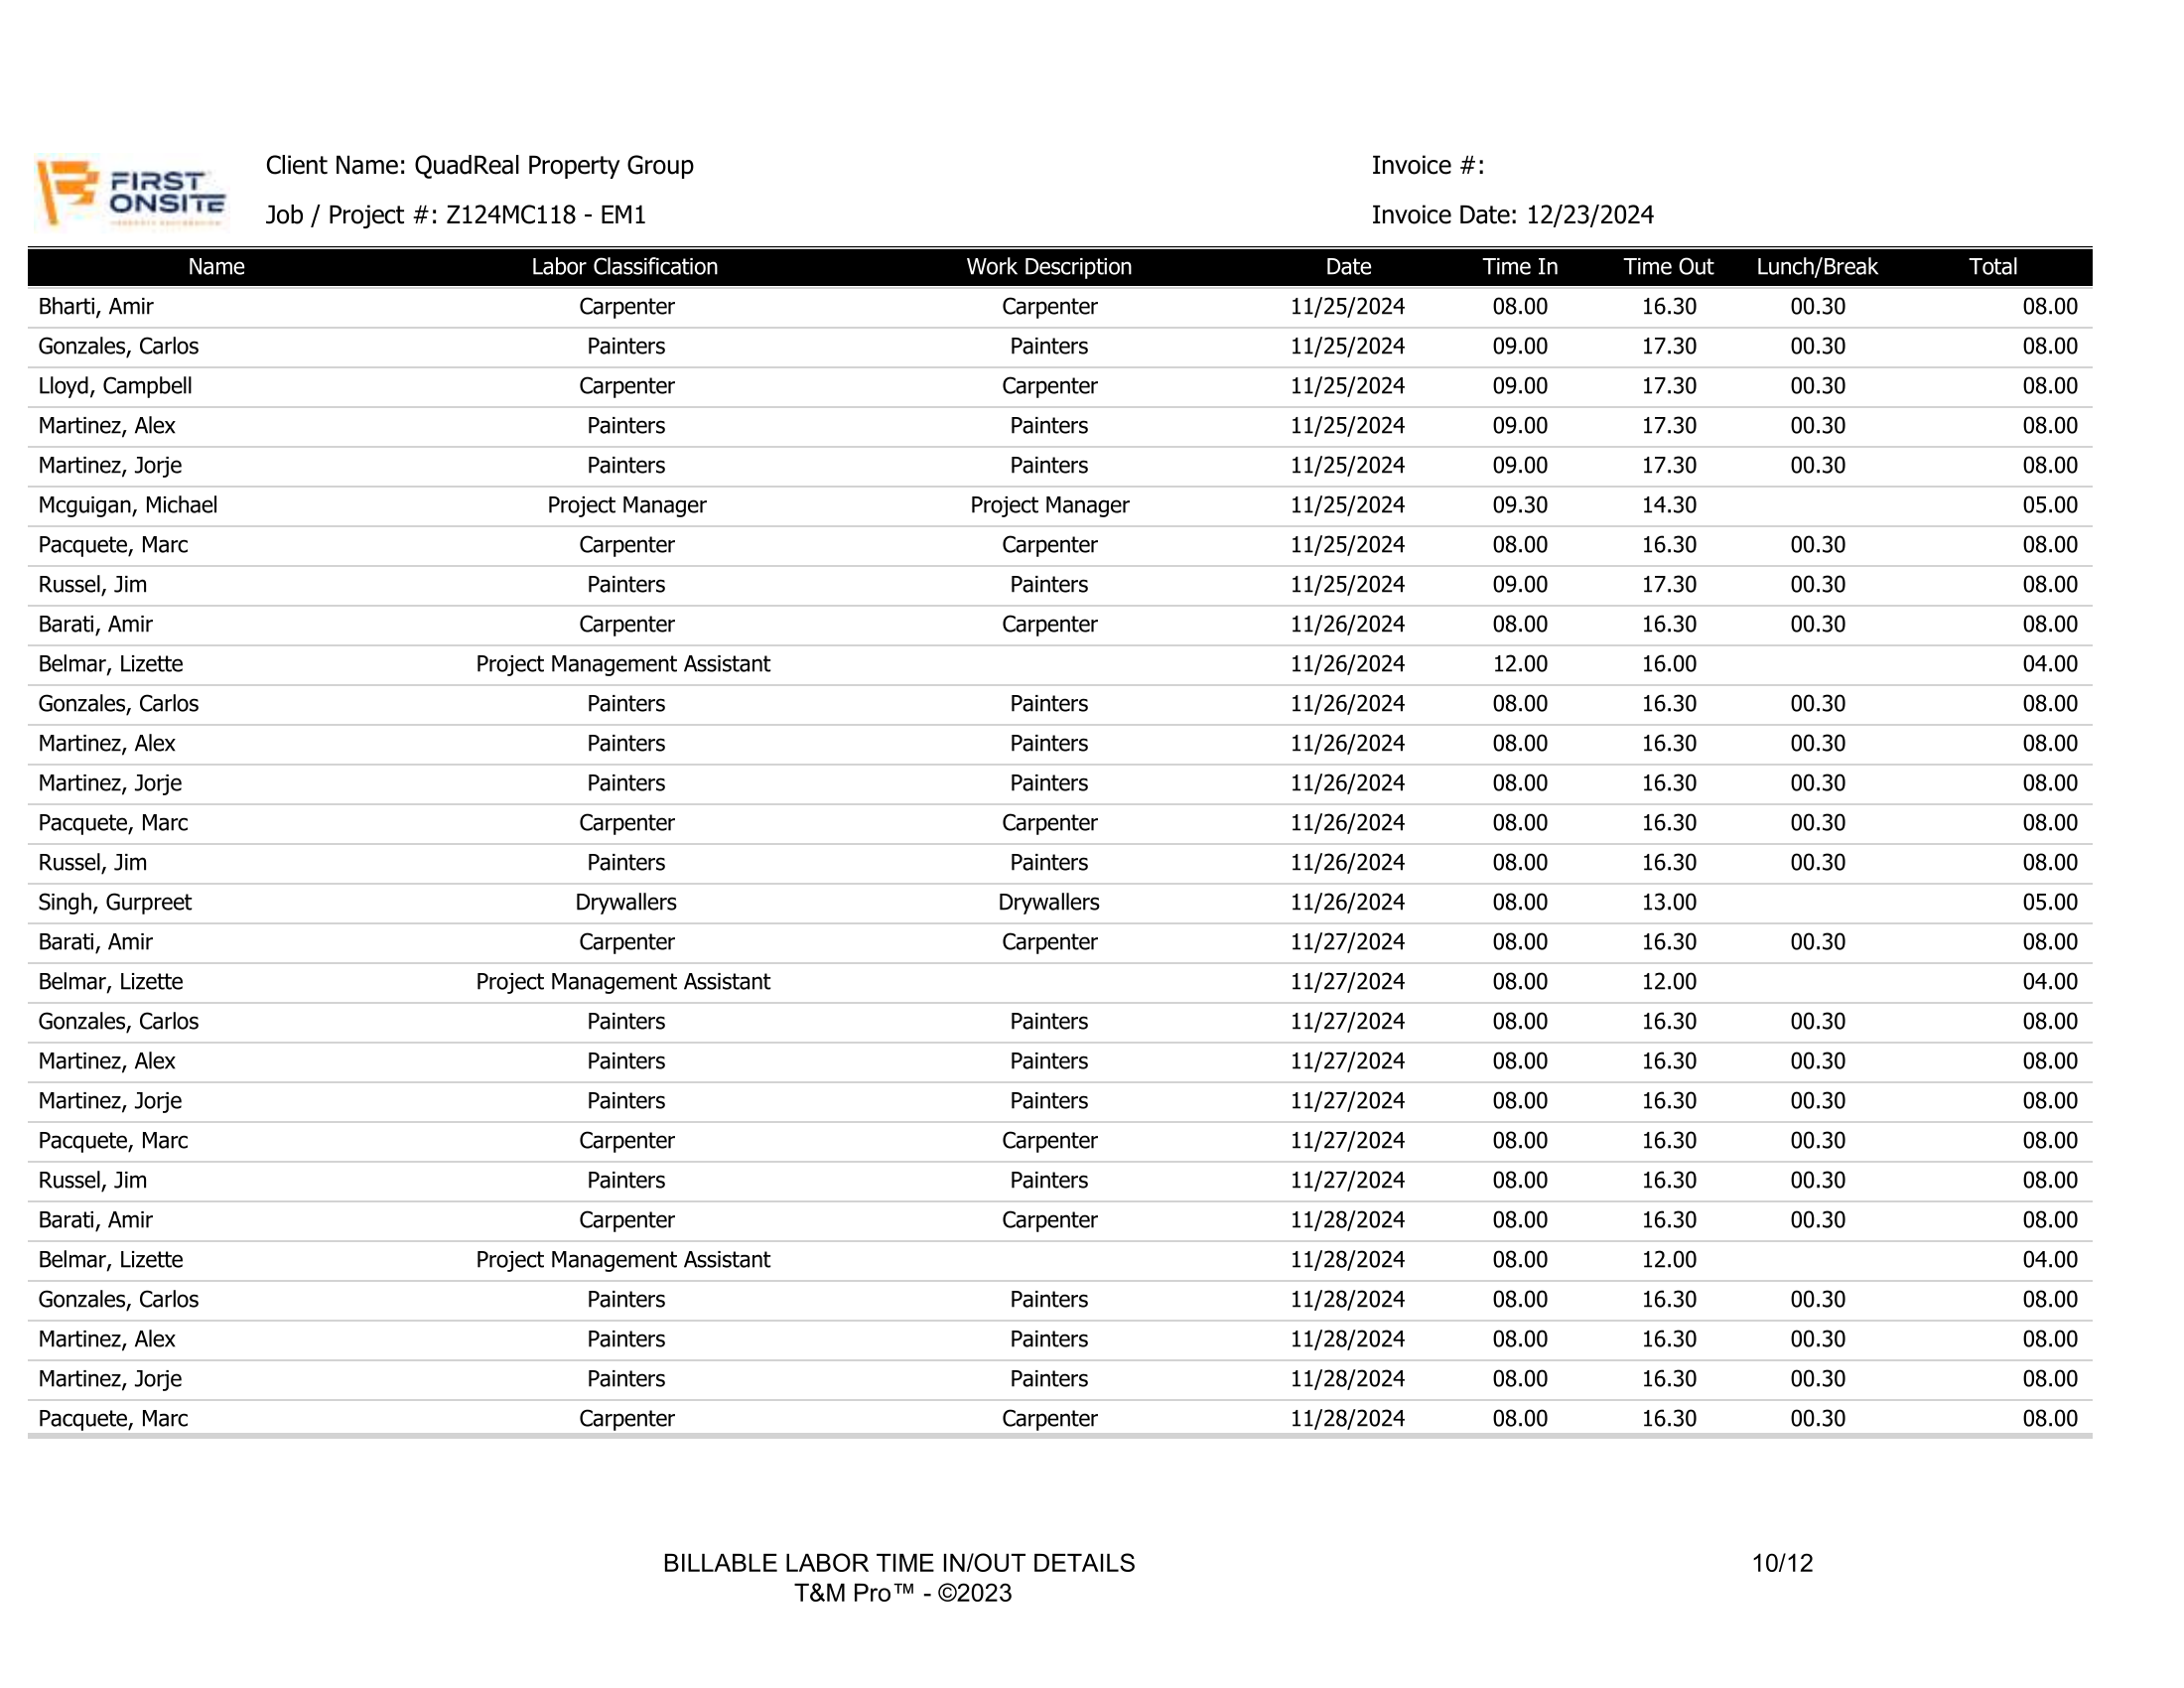 FIRST
ONSITE
Client Name: QuadReal Property Group
Invoice #:
Job / Project #: Z124MC118 - EM1
Invoice Date: 12/23/2024
Name Labor Classification Work Description Date Time In Time Out Lunch/Break Total
Bharti, Amir Carpenter Carpenter 11/25/2024 08.00 16.30 00.30 08.00
Gonzales, Carlos Painters Painters 11/25/2024 09.00 17.30 00.30 08.00
Lloyd, Campbell Carpenter Carpenter 11/25/2024 09.00 17.30 00.30 08.00
Martinez, Alex Painters Painters 11/25/2024 09.00 17.30 00.30 08.00
Martinez, Jorje Painters Painters 11/25/2024 09.00 17.30 00.30 08.00
Mcguigan, Michael Project Manager Project Manager 11/25/2024 09.30 14.30 05.00
Pacquete, Marc Carpenter Carpenter 11/25/2024 08.00 16.30 00.30 08.00
Russel, Jim Painters Painters 11/25/2024 09.00 17.30 00.30 08.00
Barati, Amir Carpenter Carpenter 11/26/2024 08.00 16.30 00.30 08.00
Belmar, Lizette Project Management Assistant 11/26/2024 12.00 16.00 04.00
Gonzales, Carlos Painters Painters 11/26/2024 08.00 16.30 00.30 08.00
Martinez, Alex Painters Painters 11/26/2024 08.00 16.30 00.30 08.00
Martinez, Jorje Painters Painters 11/26/2024 08.00 16.30 00.30 08.00
Pacquete, Marc Carpenter Carpenter 11/26/2024 08.00 16.30 00.30 08.00
Russel, Jim Painters Painters 11/26/2024 08.00 16.30 00.30 08.00
Singh, Gurpreet Drywallers Drywallers 11/26/2024 08.00 13.00 05.00
Barati, Amir Carpenter Carpenter 11/27/2024 08.00 16.30 00.30 08.00
Belmar, Lizette Project Management Assistant 11/27/2024 08.00 12.00 04.00
Gonzales, Carlos Painters Painters 11/27/2024 08.00 16.30 00.30 08.00
Martinez, Alex Painters Painters 11/27/2024 08.00 16.30 00.30 08.00
Martinez, Jorje Painters Painters 11/27/2024 08.00 16.30 00.30 08.00
Pacquete, Marc Carpenter Carpenter 11/27/2024 08.00 16.30 00.30 08.00
Russel, Jim Painters Painters 11/27/2024 08.00 16.30 00.30 08.00
Barati, Amir Carpenter Carpenter 11/28/2024 08.00 16.30 00.30 08.00
Belmar, Lizette Project Management Assistant 11/28/2024 08.00 12.00 04.00
Gonzales, Carlos Painters Painters 11/28/2024 08.00 16.30 00.30 08.00
Martinez, Alex Painters Painters 11/28/2024 08.00 16.30 00.30 08.00
Martinez, Jorje Painters Painters 11/28/2024 08.00 16.30 00.30 08.00
Pacquete, Marc Carpenter Carpenter 11/28/2024 08.00 16.30 00.30 08.00
BILLABLE LABOR TIME IN/OUT DETAILS 10/12
T&M Pro™ - ©2023